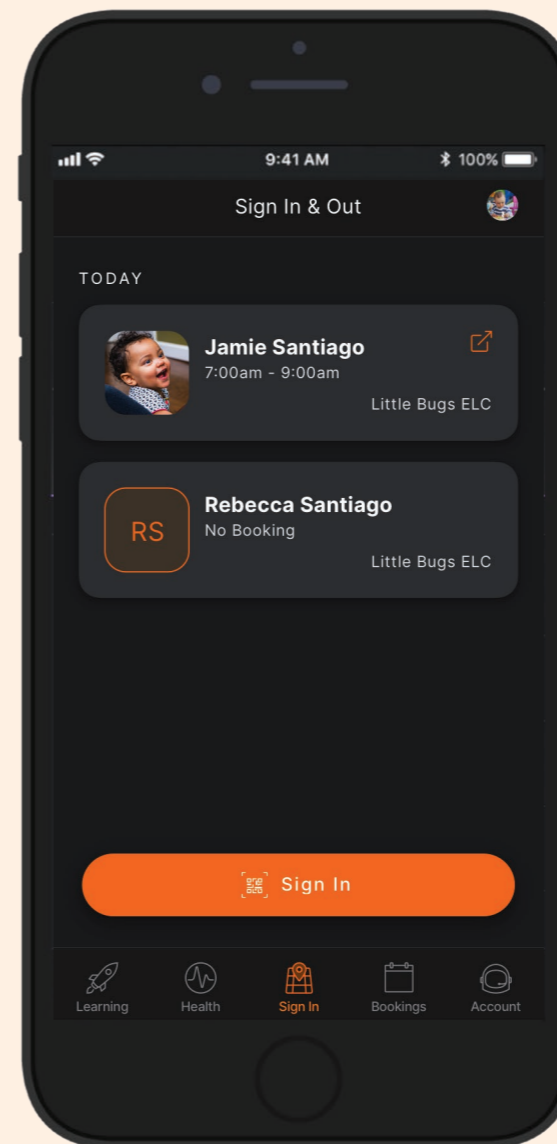 9:41 AM
100%
Sign In & Out
TODAY
Jamie Santiago
7:00am - 9:00am
Little Bugs ELC
RS
Rebecca Santiago
No Booking
Little Bugs ELC
Sign In
Learning
Health
Sign In
Bookings
Account